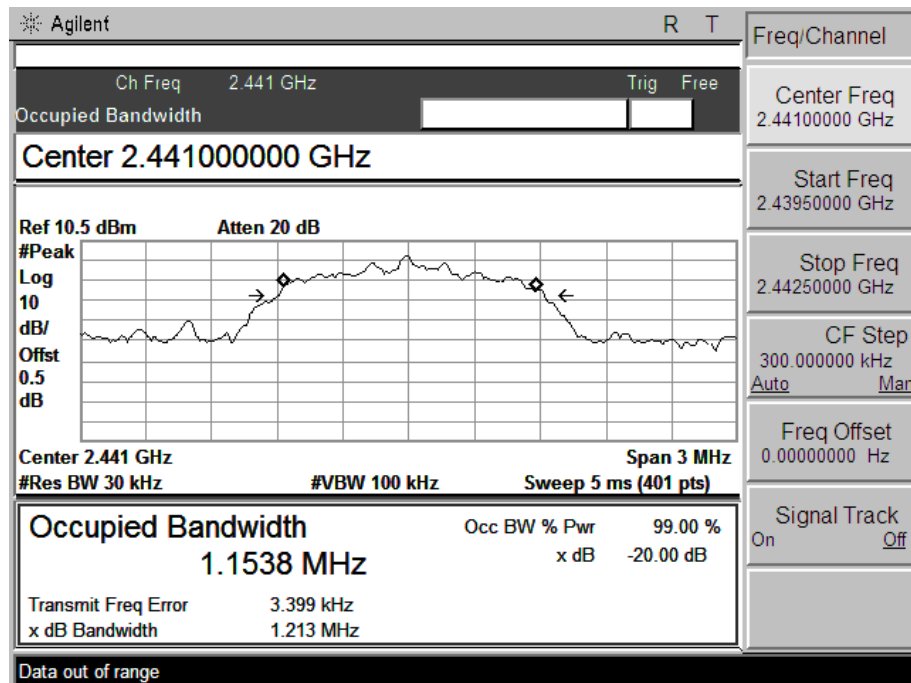 Agilent R T
Ch Freq 2.441 GHz Trig Free
Occupied Bandwidth
Center 2.441000000 GHz
Ref 10.5 dBm Atten 20 dB
#Peak
Log
10
dB/
Offst
0.5
dB
Center 2.441 GHz Span 3 MHz
#Res BW 30 kHz #VBW 100 kHz Sweep 5 ms (401 pts)
Occupied Bandwidth Occ BW % Pwr 99.00 %
1.1538 MHz x dB -20.00 dB
Transmit Freq Error 3.399 kHz
x dB Bandwidth 1.213 MHz
Data out of range
Freq/Channel
Center Freq
2.44100000 GHz
Start Freq
2.43950000 GHz
Stop Freq
2.44250000 GHz
CF Step
300.000000 kHz
Auto Man
Freq Offset
0.00000000 Hz
Signal Track
On Off